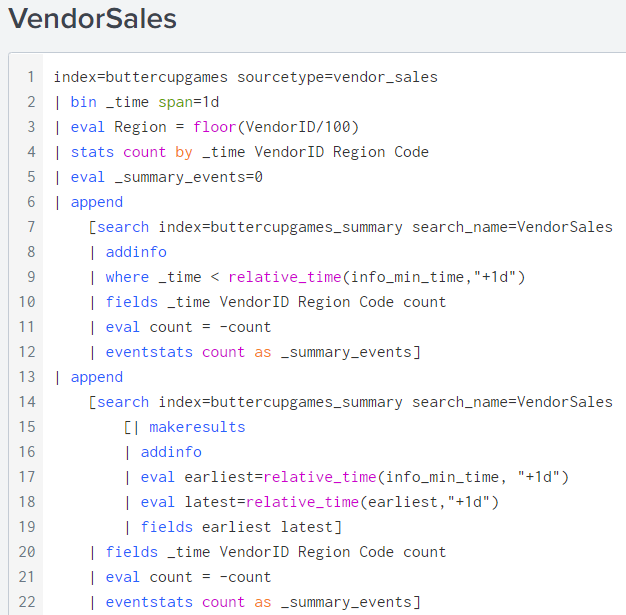 VendorSales
1 index=buttercupgames sourcetype=vendor_sales
2 | bin _time span=1d
3 | eval Region = floor(VendorID/100)
4 | stats count by _time VendorID Region Code
5 | eval _summary_events=0
6 | append
7 [search index=buttercupgames_summary search_name=VendorSales
8 | addinfo
9 | where _time < relative_time(info_min_time,"+1d")
10 | fields _time VendorID Region Code count
11 | eval count = -count
12 | eventstats count as _summary_events]
13 | append
14 [search index=buttercupgames_summary search_name=VendorSales
15 [| makeresults
16 | addinfo
17 | eval earliest=relative_time(info_min_time, "+1d")
18 | eval latest=relative_time(earliest,"+1d")
19 | fields earliest latest]
20 | fields _time VendorID Region Code count
21 | eval count = -count
22 | eventstats count as _summary_events]